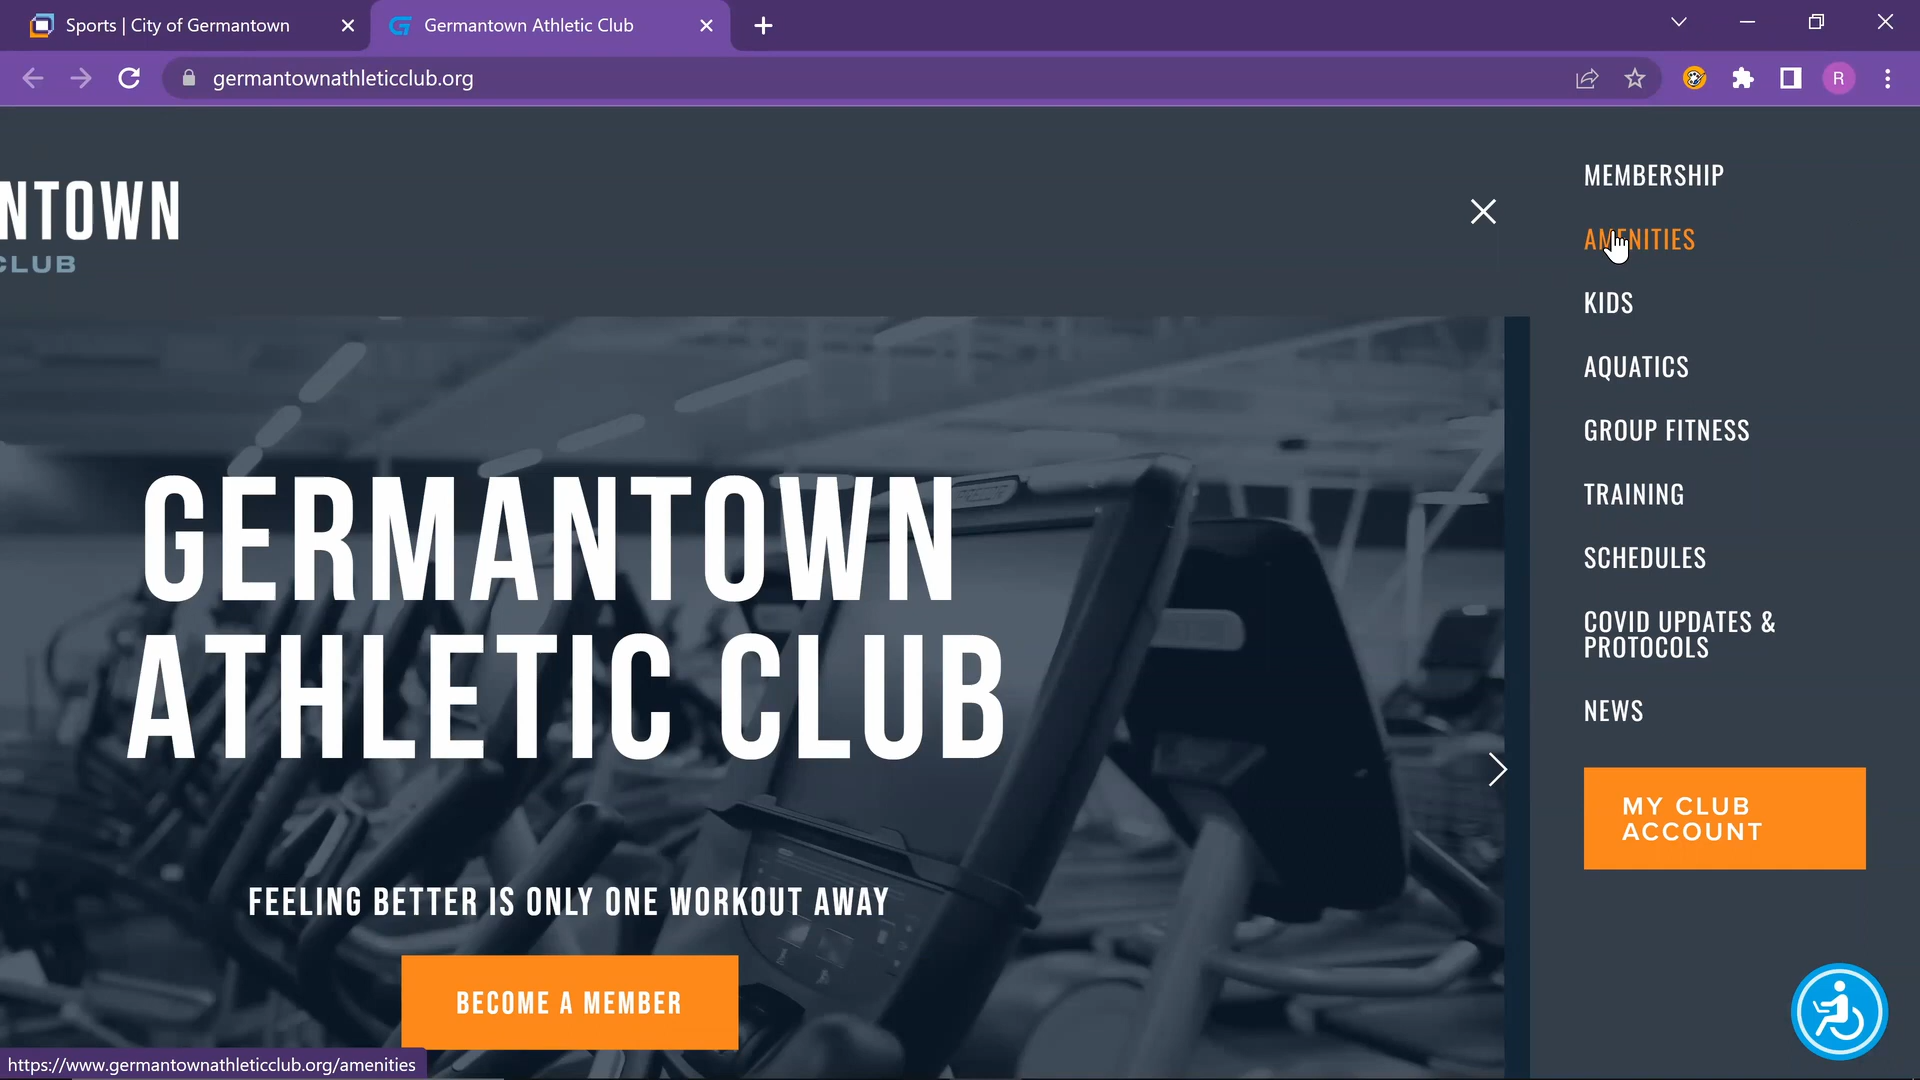 Sports | City of Germantown
Germantown Athletic Club
germantownathleticclub.org
R
NTOWN
CLUB
MEMBERSHIP
AMENITIES
KIDS
AQUATICS
GROUP FITNESS
TRAINING
SCHEDULES
COVID UPDATES &
PROTOCOLS
NEWS
MY CLUB
ACCOUNT
GERMANTOWN
ATHLETIC CLUB
FEELING BETTER IS ONLY ONE WORKOUT AWAY
BECOME A MEMBER
https://www.germantownathleticclub.org/amenities